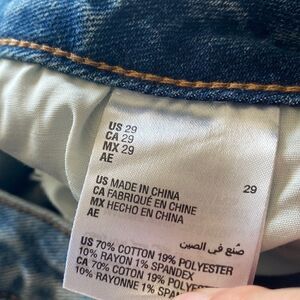 US 29
CA 29
MX 29
AE
US MADE IN CHINA 29
CA FABRIQUÉ EN CHINE
MX HECHO EN CHINA
AE
صنع في الصين
US 70% COTTON 19% POLYESTER
10% RAYON 1% SPANDEX
CA 70% COTON 19% POLYESTER
10% RAYONNE 1%